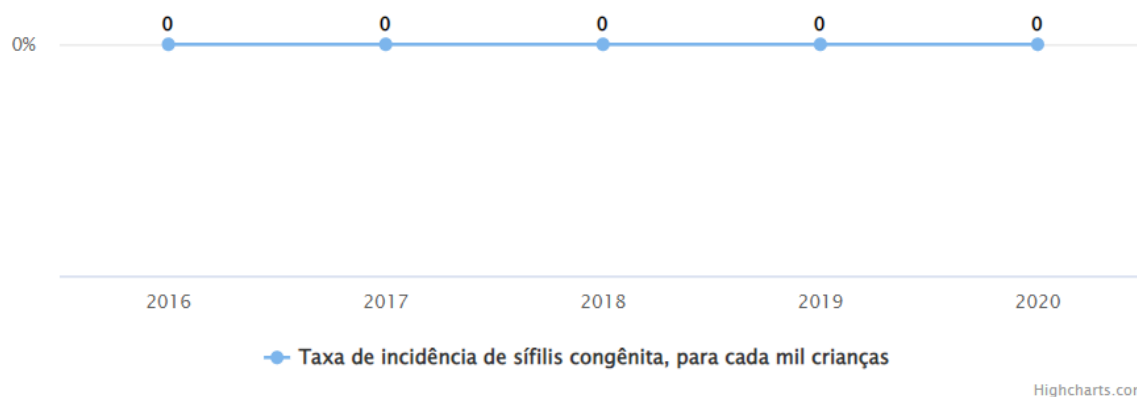 0 0 0 0 0
0%
2016 2017 2018 2019 2020
Taxa de incidência de sífilis congênita, para cada mil crianças
Highcharts.com